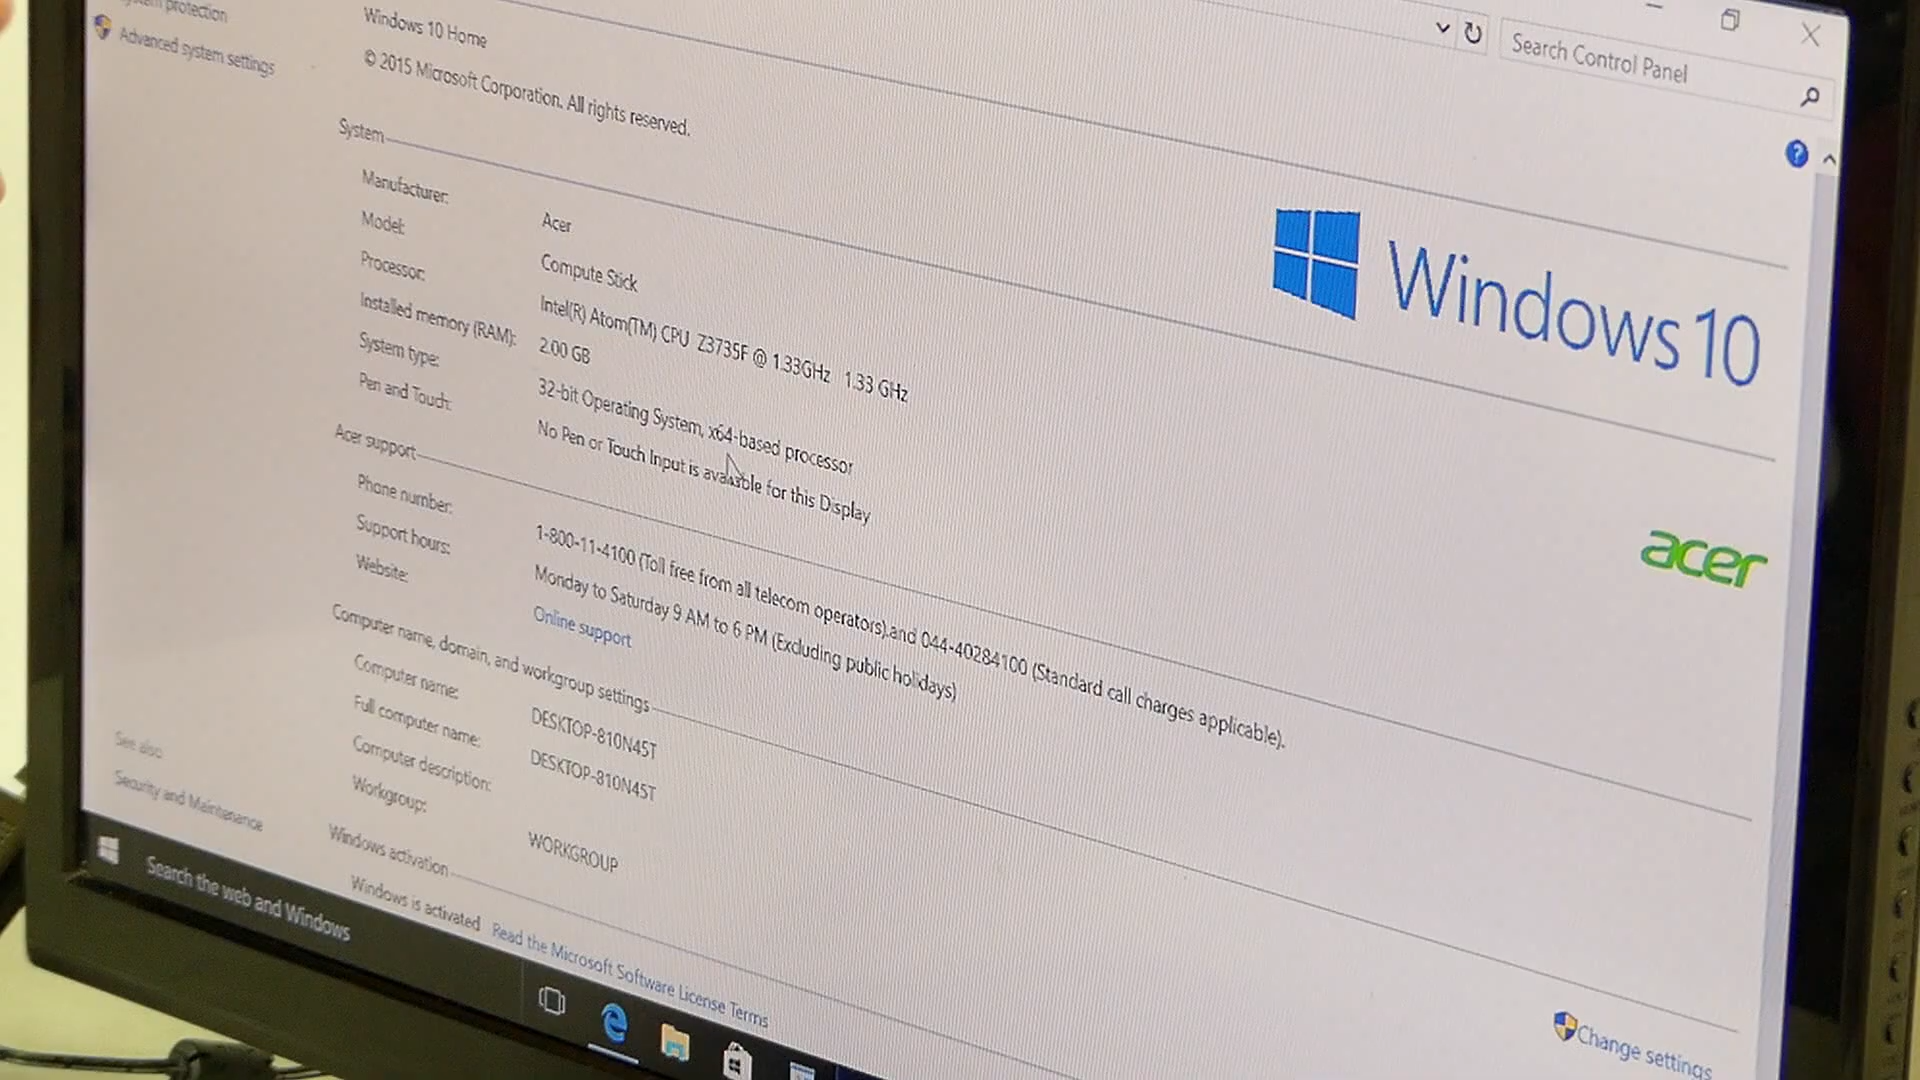 protection
Advanced system settings
Windows 10 Home
© 2015 Microsoft Corporation. All rights reserved.
Search Control Panel
System
Manufacturer: Acer
Model: Compute Stick
Processor: Intel(R) Atom(TM) CPU Z3735F @ 1.33GHz 1.33 GHz
Installed memory (RAM): 2.00 GB
System type: 32-bit Operating System, x64-based processor
Pen and Touch: No Pen or Touch Input is available for this Display
Windows 10
Acer support
Phone number: 1-800-11-4100 (Toll free from all telecom operators).and 044-40284100 (Standard call charges applicable).
Support hours: Monday to Saturday 9 AM to 6 PM (Excluding public holidays)
Website: Online support
acer
Computer name, domain, and workgroup settings
Computer name: DESKTOP-810N45T
Full computer name: DESKTOP-810N45T
Computer description:
Workgroup: WORKGROUP
Change settings
Windows activation
Windows is activated Read the Microsoft Software License Terms
See also
Security and Maintenance
Search the web and Windows